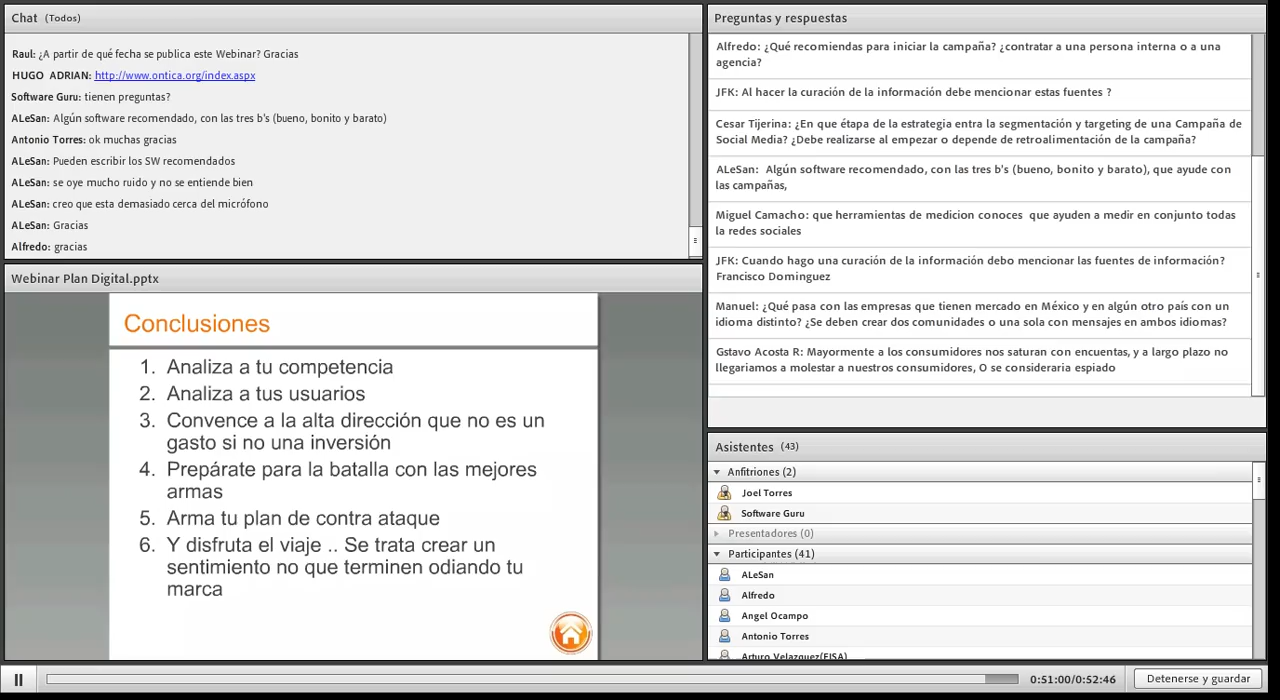 Chat (Todos)
Raul: ¿A partir de qué fecha se publica este Webinar? Gracias
HUGO ADRIAN: http://www.ontica.org/index.aspx
Software Guru: tienen preguntas?
ALeSan: Algún software recomendado, con las tres b's (bueno, bonito y barato)
Antonio Torres: ok muchas gracias
ALeSan: Pueden escribir los SW recomendados
ALeSan: se oye mucho ruido y no se entiende bien
ALeSan: creo que esta demasiado cerca del micrófono
ALeSan: Gracias
Alfredo: gracias
Webinar Plan Digital.pptx
Conclusiones
1. Analiza a tu competencia
2. Analiza a tus usuarios
3. Convence a la alta dirección que no es un
gasto si no una inversión
4. Prepárate para la batalla con las mejores
armas
5. Arma tu plan de contra ataque
6. Y disfruta el viaje .. Se trata crear un
sentimiento no que terminen odiando tu
marca
Preguntas y respuestas
Alfredo: ¿Qué recomiendas para iniciar la campaña? ¿contratar a una persona interna o a una
agencia?
JFK: Al hacer la curación de la información debe mencionar estas fuentes ?
Cesar Tijerina: ¿En que étapa de la estrategia entra la segmentación y targeting de una Campaña de
Social Media? ¿Debe realizarse al empezar o depende de retroalimentación de la campaña?
ALeSan: Algún software recomendado, con las tres b's (bueno, bonito y barato), que ayude con
las campañas,
Miguel Camacho: que herramientas de medicion conoces que ayuden a medir en conjunto todas
la redes sociales
JFK: Cuando hago una curación de la información debo mencionar las fuentes de información?
Francisco Dominguez
Manuel: ¿Qué pasa con las empresas que tienen mercado en México y en algún otro país con un
idioma distinto? ¿Se deben crear dos comunidades o una sola con mensajes en ambos idiomas?
Gstavo Acosta R: Mayormente a los consumidores nos saturan con encuentas, y a largo plazo no
llegariamos a molestar a nuestros consumidores, O se consideraria espiado
Asistentes (43)
Anfitriones (2)
Joel Torres
Software Guru
Presentadores (0)
Participantes (41)
ALeSan
Alfredo
Angel Ocampo
Antonio Torres
Arturo Velazquez(EISA)
0:51:00/0:52:46
Detenerse y guardar